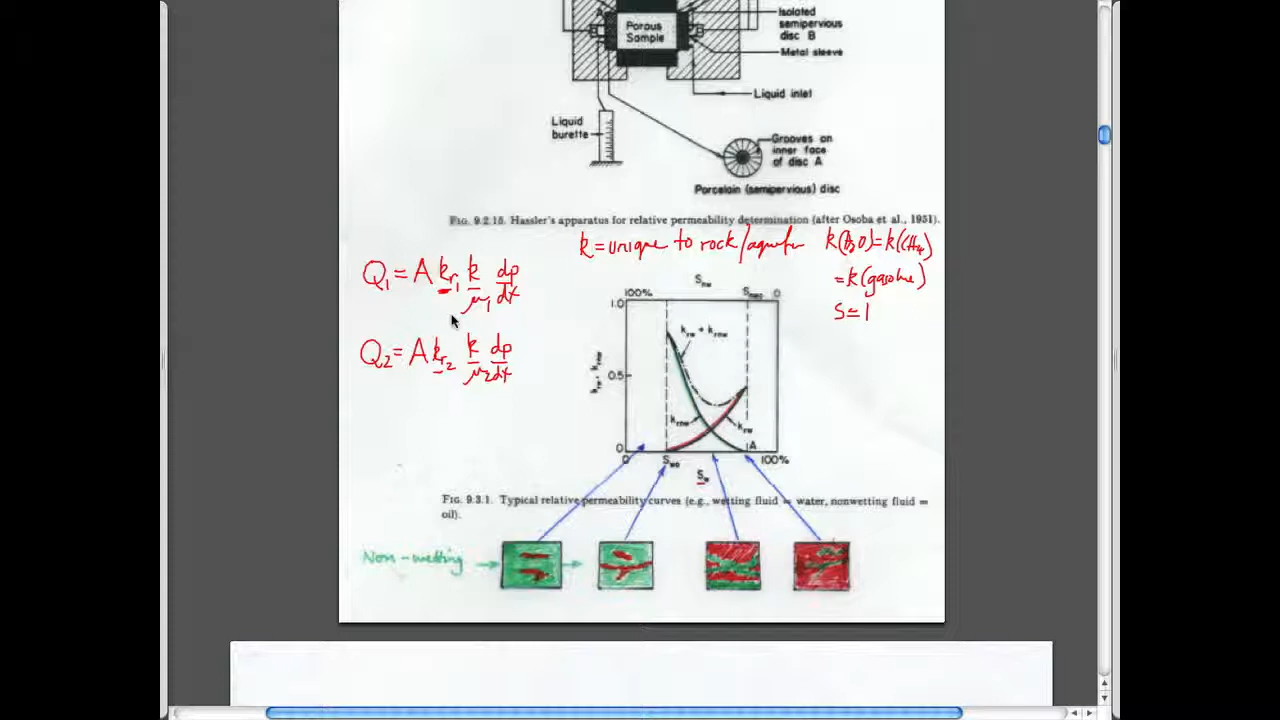 Porous
Sample
Isolated
semipervious
disc B
Metal sleeve
Liquid inlet
Liquid
burette
Grooves on
inner face
of disc A
Porcelain (semipervious) disc
FIG. 9.2.15. Hassler's apparatus for relative permeability determination (after Osoba et al., 1951).
k = unique to rock/aquifer k(H2O) = k(CH4)
= k(gasoline)
S = 1
Q1 = A kr1 k/μ1 dp/dx
Q2 = A kr2 k/μ2 dp/dx
Snw
100% Snw0 0
1.0
krw + krnw
0.5
krw, krnw
krnw
krw
0
A
0 Sw0 100%
Sw
FIG. 9.3.1. Typical relative permeability curves (e.g., wetting fluid = water, nonwetting fluid =
oil).
Non-wetting